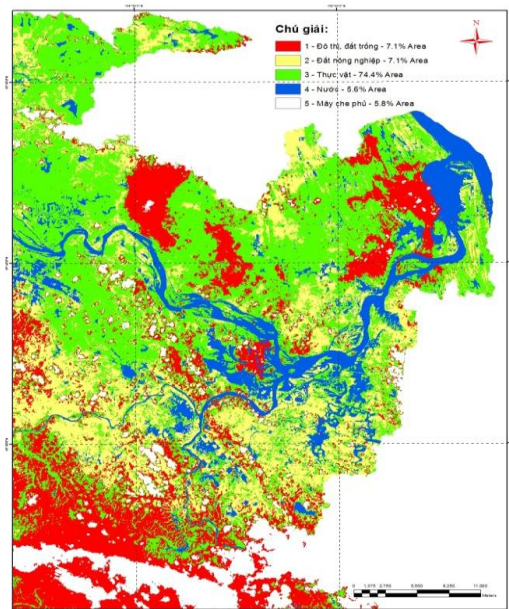 Chú giải:
N
1 - Đô thị, đất trống - 7.1% Area
2 - Đất nông nghiệp - 7.1% Area
3 - Thực vật - 74.4% Area
4 - Nước - 5.6% Area
5 - Mây che phủ - 5.8% Area
Meters